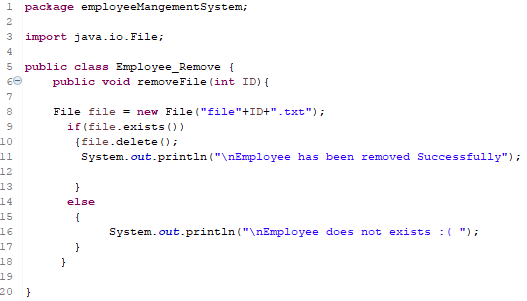 1 package employeeMangementSystem;
2
3 import java.io.File;
4
5 public class Employee_Remove {
6 public void removeFile(int ID){
7
8 File file = new File("file"+ID+".txt");
9 if(file.exists())
10 {file.delete();
11 System.out.println("\nEmployee has been removed Successfully");
12
13 }
14 else
15 {
16 System.out.println("\nEmployee does not exists :( ");
17 }
18 }
19
20 }